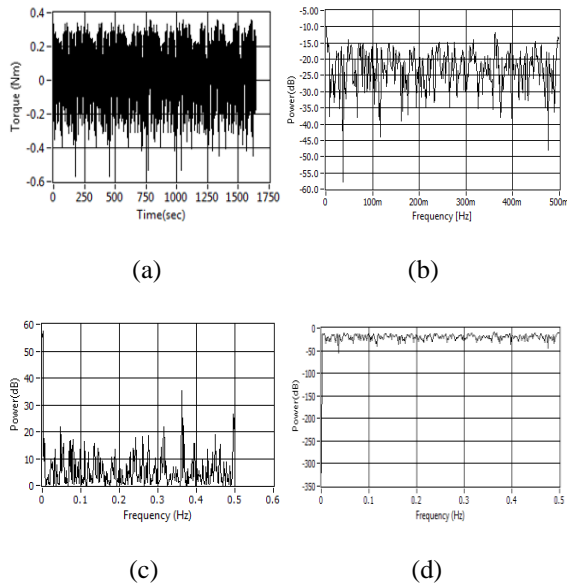 0.4
0.2
0
-0.2
-0.4
-0.6
Torque (Nm)
0 250 500 750 1000 1250 1500 1750
Time(sec)
(a)
-5.00
-10.0
-15.0
-20.0
-25.0
-30.0
-35.0
-40.0
-45.0
-50.0
-55.0
-60.0
Power(dB)
0 100m 200m 300m 400m 500m
Frequency [Hz]
(b)
60
50
40
30
20
10
0
Power(dB)
0 0.1 0.2 0.3 0.4 0.5 0.6
Frequency (Hz)
(c)
0
-50
-100
-150
-200
-250
-300
-350
Power(dB)
0 0.1 0.2 0.3 0.4 0.5
Frequency (Hz)
(d)